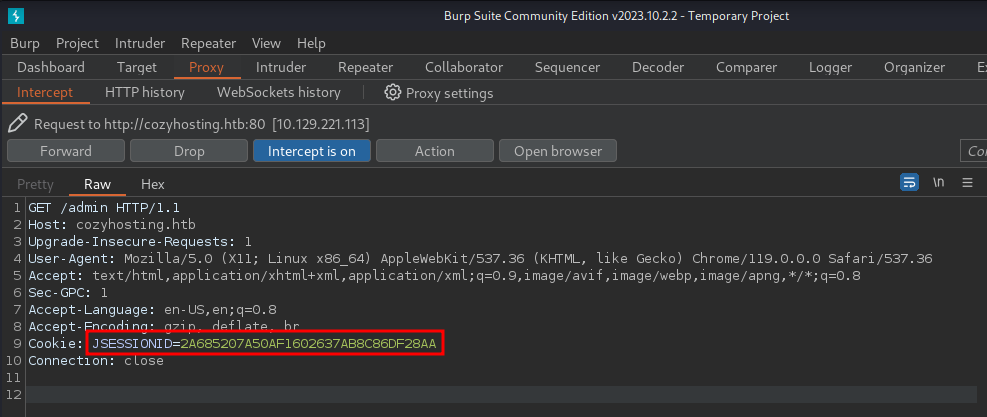 Burp Suite Community Edition v2023.10.2.2 - Temporary Project
Burp Project Intruder Repeater View Help
Dashboard Target Proxy Intruder Repeater Collaborator Sequencer Decoder Comparer Logger Organizer
Intercept HTTP history WebSockets history Proxy settings
Request to http://cozyhosting.htb:80 [10.129.221.113]
Forward Drop Intercept is on Action Open browser
Pretty Raw Hex \n
1 GET /admin HTTP/1.1
2 Host: cozyhosting.htb
3 Upgrade-Insecure-Requests: 1
4 User-Agent: Mozilla/5.0 (X11; Linux x86_64) AppleWebKit/537.36 (KHTML, like Gecko) Chrome/119.0.0.0 Safari/537.36
5 Accept: text/html,application/xhtml+xml,application/xml;q=0.9,image/avif,image/webp,image/apng,*/*;q=0.8
6 Sec-GPC: 1
7 Accept-Language: en-US,en;q=0.8
8 Accept-Encoding: gzip, deflate, br
9 Cookie: JSESSIONID=2A685207A50AF1602637AB8C86DF28AA
10 Connection: close
11
12